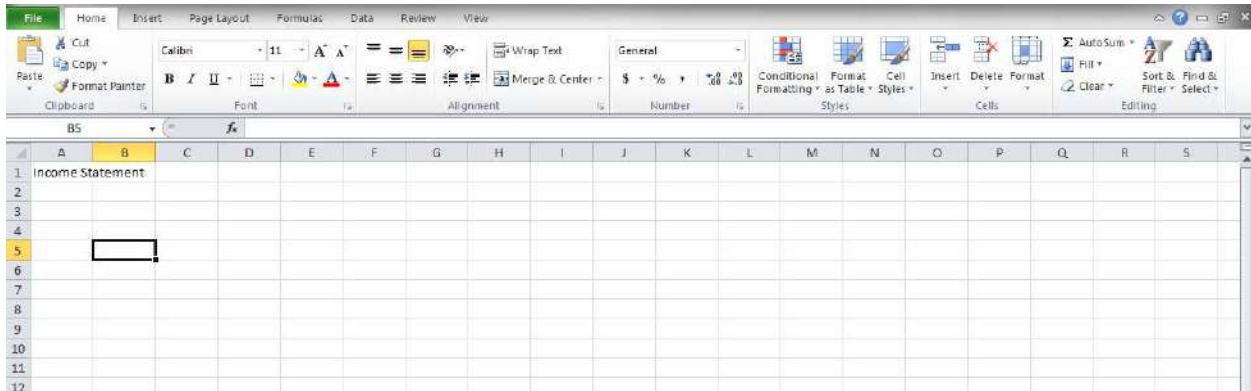 File Home Insert Page Layout Formulas Data Review View
Cut
Copy
Format Painter
Paste
Calibri 11 A A
B I U A
Wrap Text
Merge & Center
General
$ % ,
Conditional Formatting
Format as Table
Cell Styles
Insert Delete Format
Σ AutoSum
Fill
Clear
Sort & Filter
Find & Select
Clipboard Font Alignment Number Styles Cells Editing
B5 fx
A B C D E F G H I J K L M N O P Q R S
1 Income Statement
2
3
4
5
6
7
8
9
10
11
12